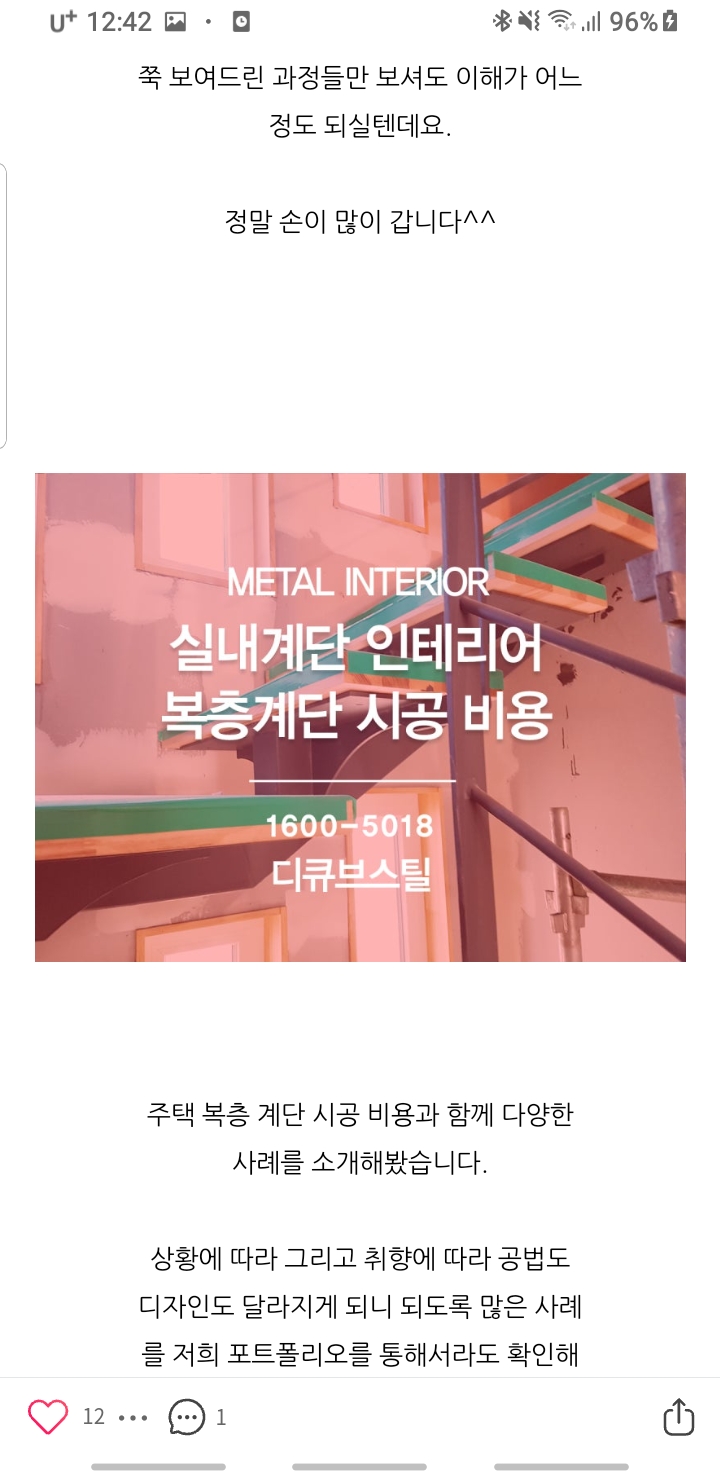 U+ 12:42 96%
쭉 보여드린 과정들만 보셔도 이해가 어느
정도 되실텐데요.
정말 손이 많이 갑니다^^
METAL INTERIOR
실내계단 인테리어
복층계단 시공 비용
1600-5018
디큐브스틸
주택 복층 계단 시공 비용과 함께 다양한
사례를 소개해봤습니다.
상황에 따라 그리고 취향에 따라 공법도
디자인도 달라지게 되니 되도록 많은 사례
를 저희 포트폴리오를 통해서라도 확인해
12 1